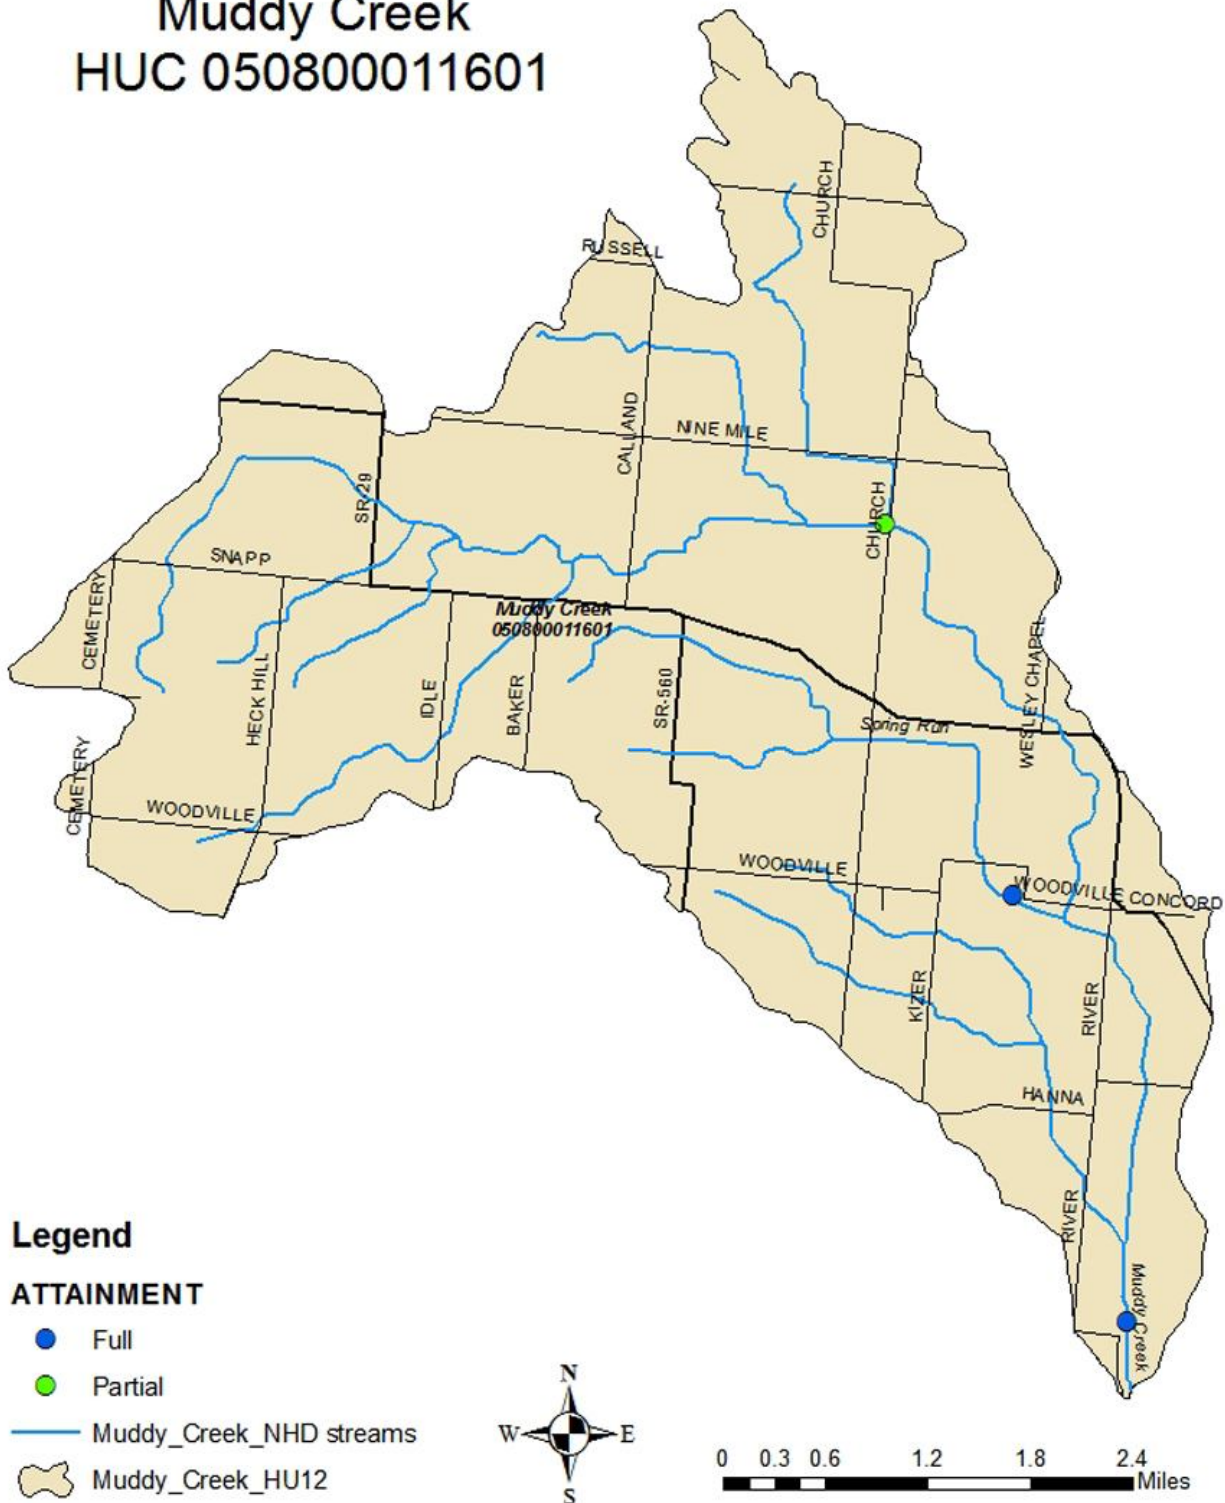 Muddy Creek
HUC 050800011601
CHURCH
RUSSELL
CALLAND
NINE MILE
SR-29
CHURCH
SNAPP
CEMETERY
Muddy Creek
050800011601
HECK HILL
IDLE
BAKER
SR-560
WESLEY CHAPEL
Spring Run
CEMETERY
WOODVILLE
WOODVILLE
WOODVILLE CONCORD
KIZER
RIVER
HANNA
RIVER
Muddy Creek
Legend
ATTAINMENT
Full
Partial
Muddy_Creek_NHD streams
Muddy_Creek_HU12
N
W E
S
0 0.3 0.6 1.2 1.8 2.4
Miles